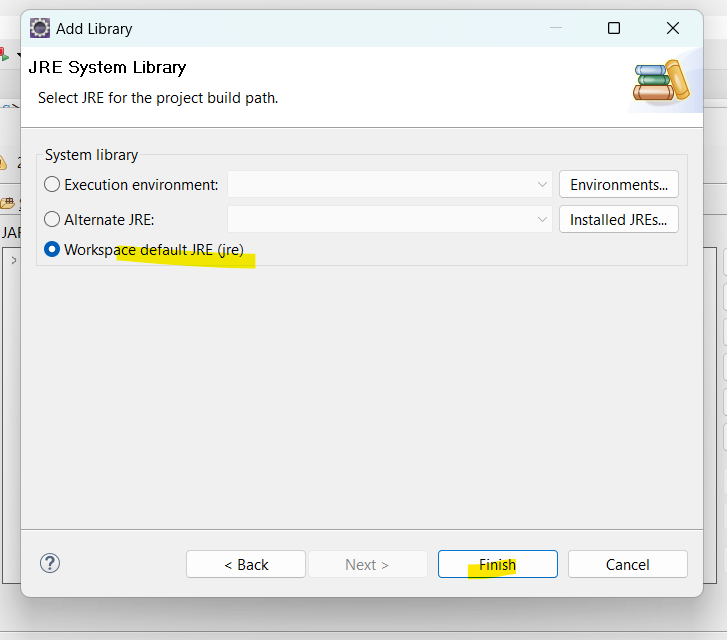 Add Library
JRE System Library
Select JRE for the project build path.
System library
Execution environment:
Environments...
Alternate JRE:
Installed JREs...
Workspace default JRE (jre)
< Back
Next >
Finish
Cancel